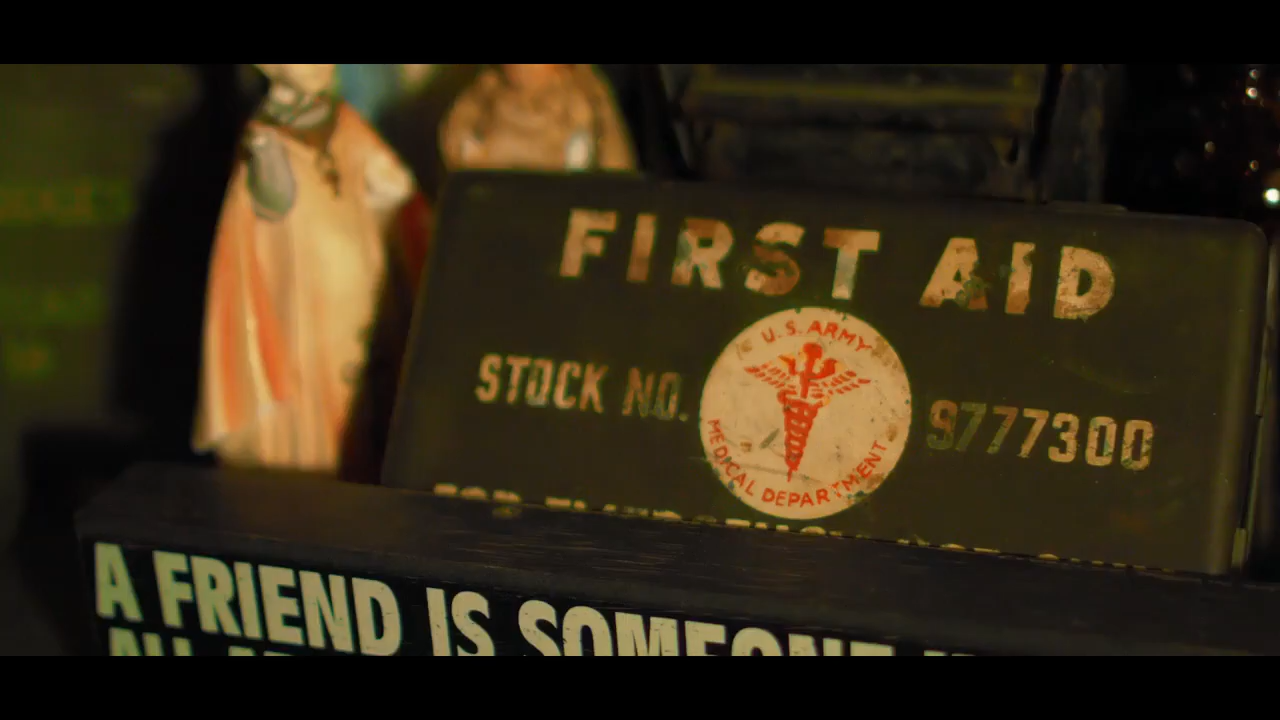 FIRST AID
U.S. ARMY
STOCK NO. 9777300
MEDICAL DEPARTMENT
A FRIEND IS SOMEONE